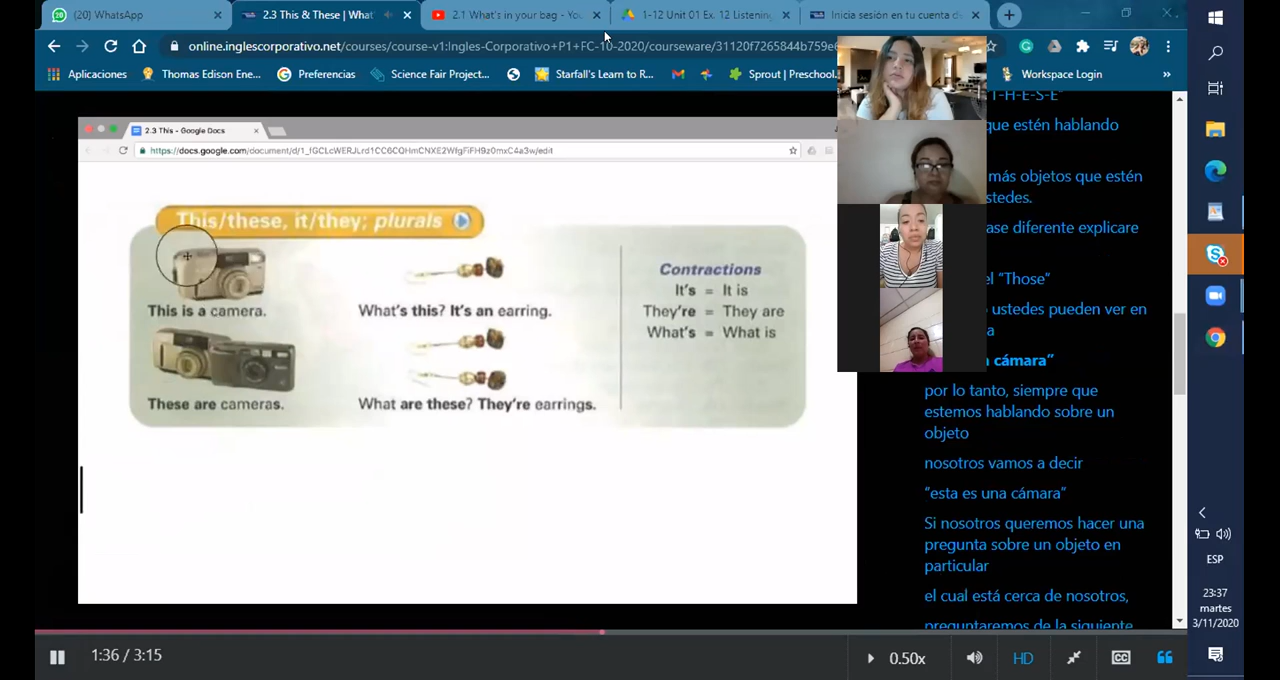 (20) WhatsApp
2.3 This & These | What'
2.1 What's in your bag - You
1-12 Unit 01 Ex. 12 Listening
Inicia sesión en tu cuenta de
online.inglescorporativo.net/courses/course-v1:Ingles-Corporativo+P1+FC-10-2020/courseware/31120f7265844b759e6
Aplicaciones
Thomas Edison Ene...
Preferencias
Science Fair Project...
Starfall's Learn to R...
Sprout | Preschool...
Workspace Login
»
2.3 This - Google Docs
This/these, it/they; plurals
This is a camera.
These are cameras.
What's this? It's an earring.
What are these? They're earrings.
Contractions
It's = It is
They're = They are
What's = What is
T-H-E-S-E"
que estén hablando
más objetos que estén
stedes.
ase diferente explicare
el "Those"
ustedes pueden ver en
a
a cámara"
por lo tanto, siempre que
estemos hablando sobre un
objeto
nosotros vamos a decir
"esta es una cámara"
Si nosotros queremos hacer una
pregunta sobre un objeto en
particular
el cual está cerca de nosotros,
preguntaremos de la siguiente
1:36 / 3:15
0.50x
HD
CC
ESP
23:37
martes
3/11/2020